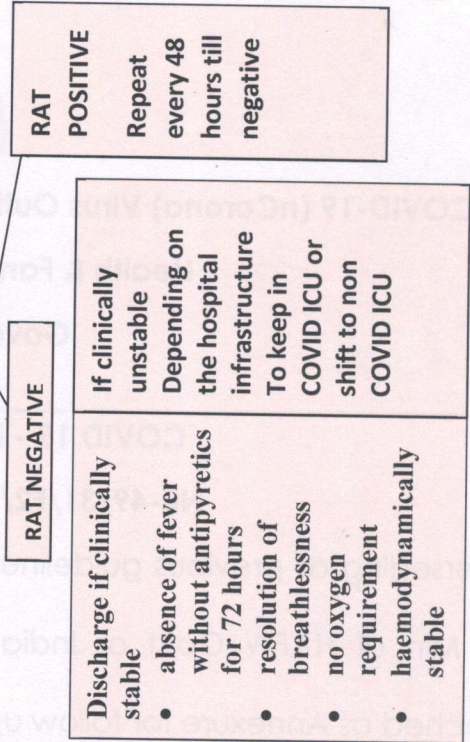 RAT NEGATIVE
Discharge if clinically
stable
• absence of fever
without antipyretics
for 72 hours
• resolution of
breathlessness
• no oxygen
requirement
• haemodynamically
stable
If clinically
unstable
Depending on
the hospital
infrastructure
To keep in
COVID ICU or
shift to non
COVID ICU
RAT
POSITIVE
Repeat
every 48
hours till
negative